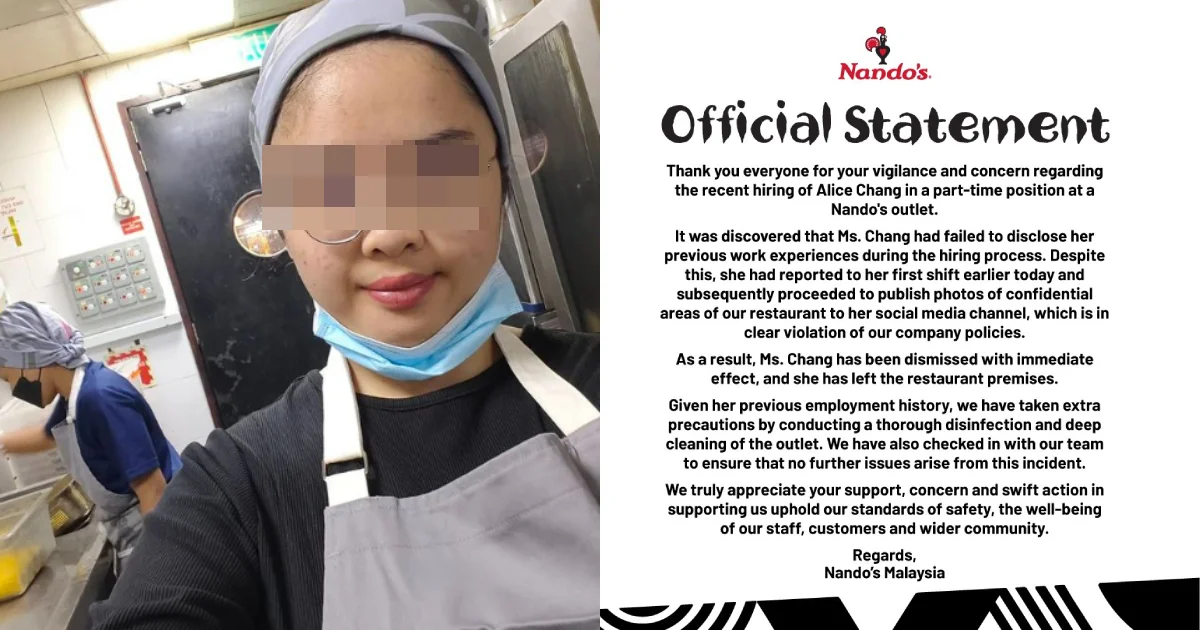 Nando's
Official Statement
Thank you everyone for your vigilance and concern regarding
the recent hiring of Alice Chang in a part-time position at a
Nando's outlet.
It was discovered that Ms. Chang had failed to disclose her
previous work experiences during the hiring process. Despite
this, she had reported to her first shift earlier today and
subsequently proceeded to publish photos of confidential
areas of our restaurant to her social media channel, which is in
clear violation of our company policies.
As a result, Ms. Chang has been dismissed with immediate
effect, and she has left the restaurant premises.
Given her previous employment history, we have taken extra
precautions by conducting a thorough disinfection and deep
cleaning of the outlet. We have also checked in with our team
to ensure that no further issues arise from this incident.
We truly appreciate your support, concern and swift action in
supporting us uphold our standards of safety, the well-being
of our staff, customers and wider community.
Regards,
Nando’s Malaysia